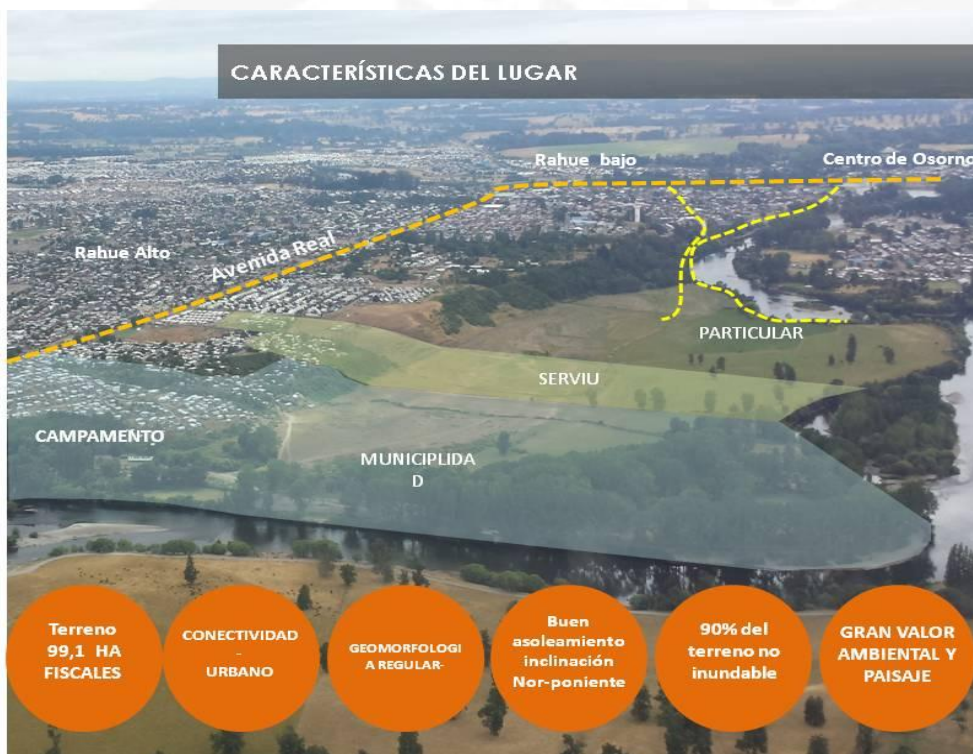 CARACTERÍSTICAS DEL LUGAR
Rahue bajo
Centro de Osorno
Rahue Alto
Avenida Real
PARTICULAR
SERVIU
CAMPAMENTO
MUNICIPLIDA
D
Terreno
99,1 HA
FISCALES
CONECTIVIDAD
-
URBANO
GEOMORFOLOGI
A REGULAR-
Buen
asoleamiento
inclinación
Nor-poniente
90% del
terreno no
inundable
GRAN VALOR
AMBIENTAL Y
PAISAJE